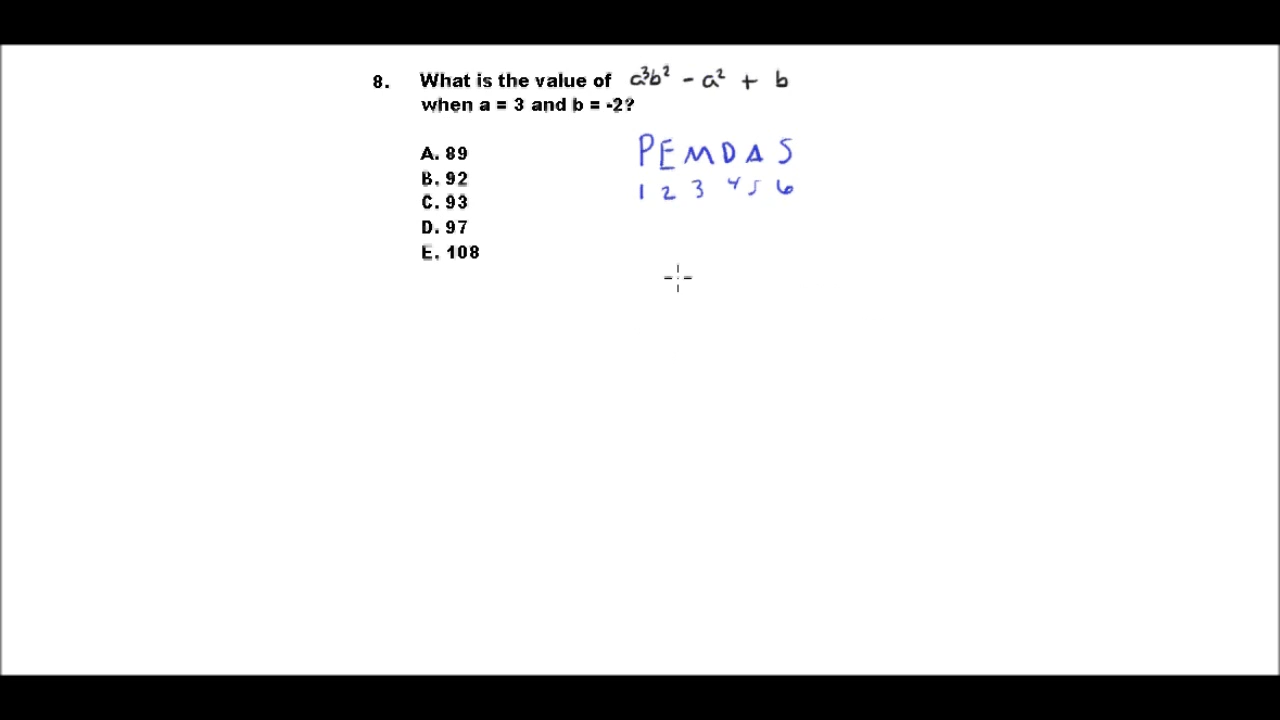 8. What is the value of a³b² - a² + b
when a = 3 and b = -2?
P E M D A S
A. 89
1 2 3 4 5 6
B. 92
C. 93
D. 97
E. 108